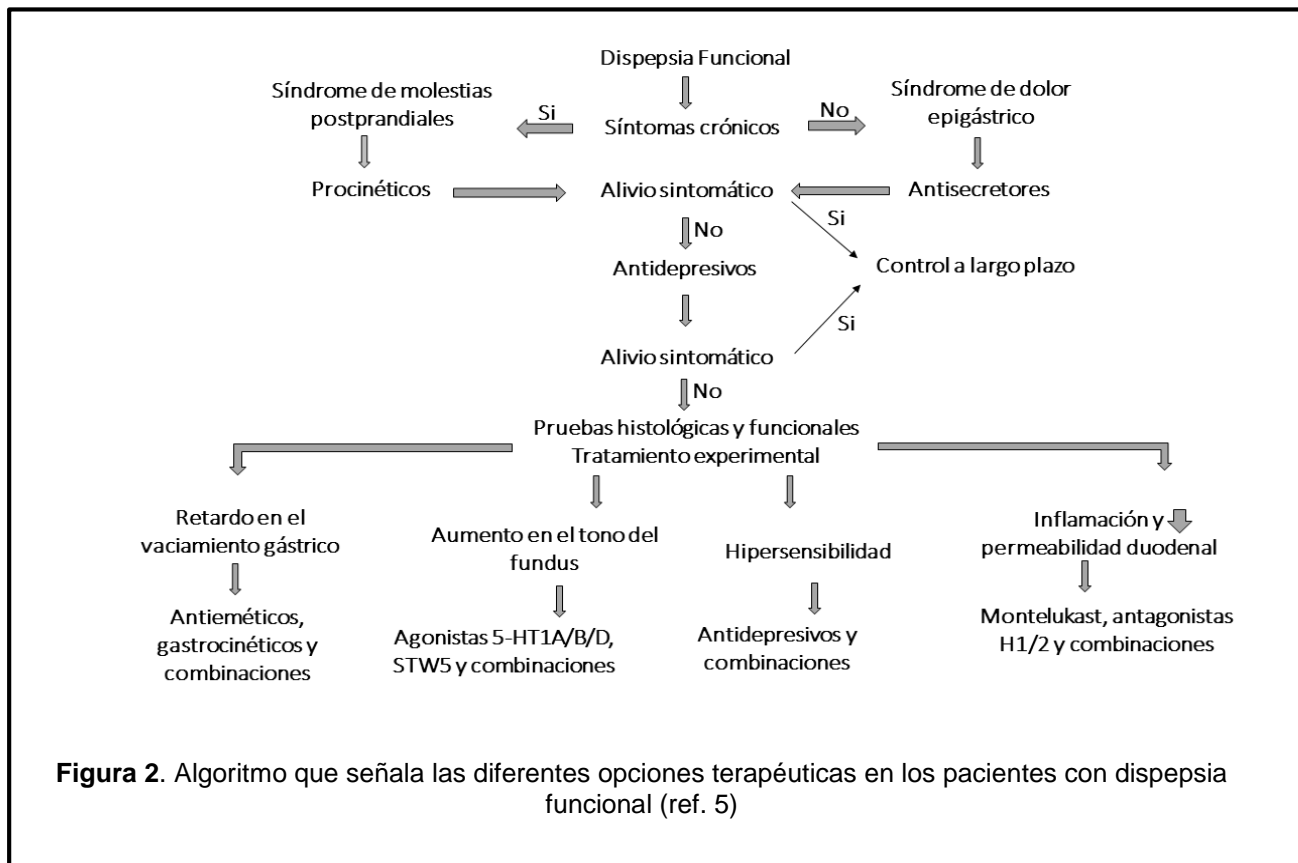 Dispepsia Funcional
Síndrome de molestias
postprandiales
Si
Síntomas crónicos
No
Síndrome de dolor
epigástrico
Procinéticos
Alivio sintomático
Antisecretores
Si
No
Antidepresivos
Control a largo plazo
Si
Alivio sintomático
No
Pruebas histológicas y funcionales
Tratamiento experimental
Retardo en el
vaciamiento gástrico
Aumento en el tono del
fundus
Hipersensibilidad
Inflamación y
permeabilidad duodenal
Antieméticos,
gastrocinéticos y
combinaciones
Agonistas 5-HT1A/B/D,
STW5 y combinaciones
Antidepresivos y
combinaciones
Montelukast, antagonistas
H1/2 y combinaciones
Figura 2. Algoritmo que señala las diferentes opciones terapéuticas en los pacientes con dispepsia
funcional (ref. 5)